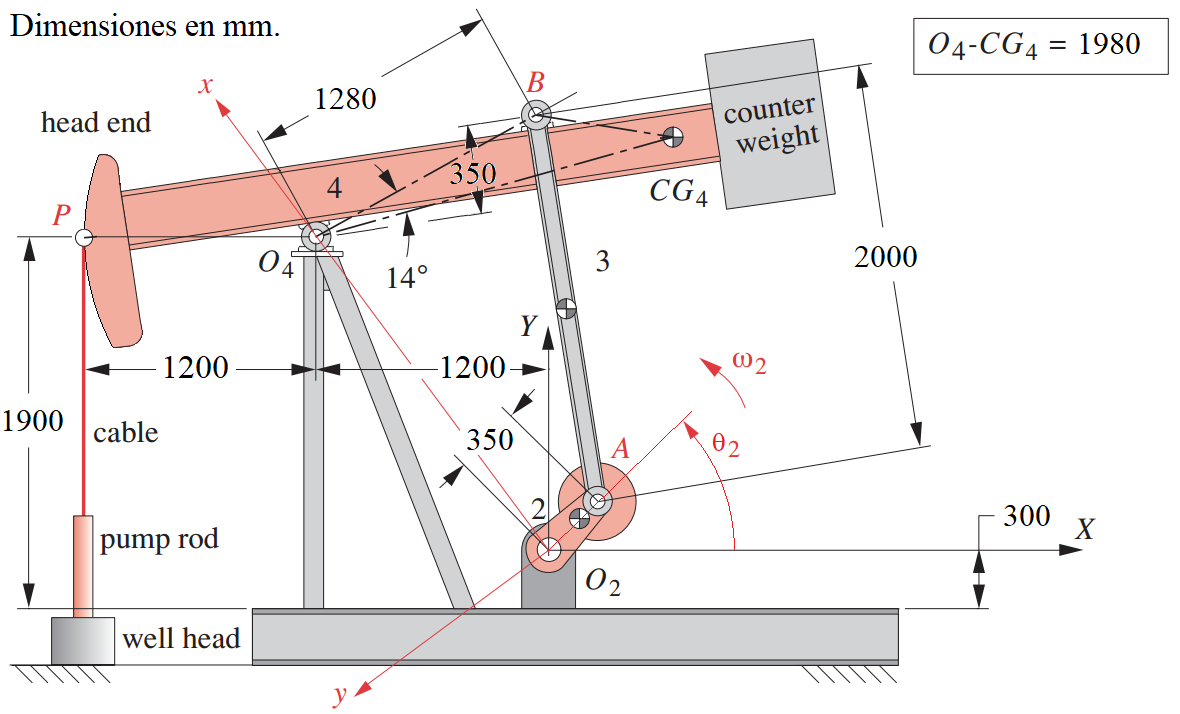 Dimensiones en mm.
O4-CG4 = 1980
x
1280
B
head end
counter
weight
4
350
CG4
P
O4
14°
3
2000
Y
1200
1200
ω2
1900
cable
350
A
θ2
2
300
X
pump rod
O2
well head
y